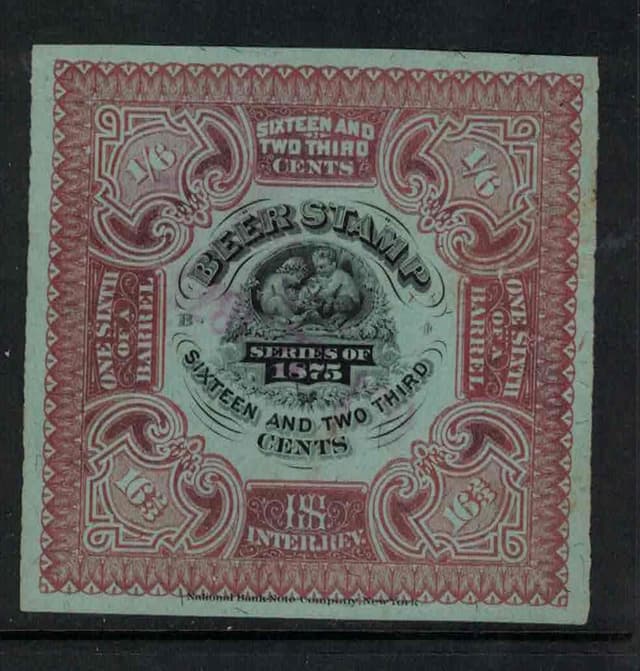 SIXTEEN AND
TWO THIRD
CENTS
1/6
1/6
BEER STAMP
ONE SIXTH
OF A
BARREL
ONE SIXTH
OF A
BARREL
SERIES OF
1875
SIXTEEN AND TWO THIRD
CENTS
16⅔
16⅔
US
INTER. REV.
National Bank Note Company, New York